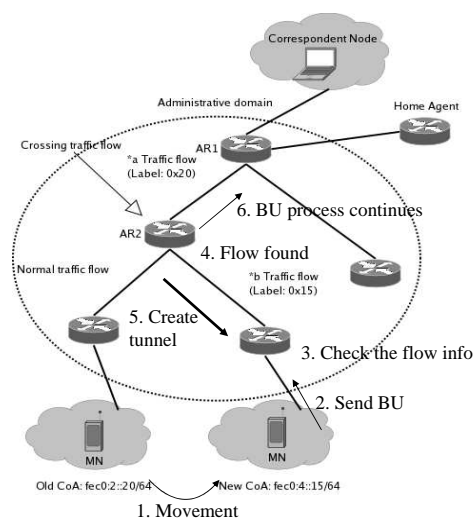 Correspondent Node
Administrative domain
Home Agent
AR1
Crossing traffic flow
*a Traffic flow
(Label: 0x20)
6. BU process continues
AR2
4. Flow found
Normal traffic flow
*b Traffic flow
(Label: 0x15)
5. Create
tunnel
3. Check the flow info
2. Send BU
MN
MN
Old CoA: fec0:2::20/64
New CoA: fec0:4::15/64
1. Movement